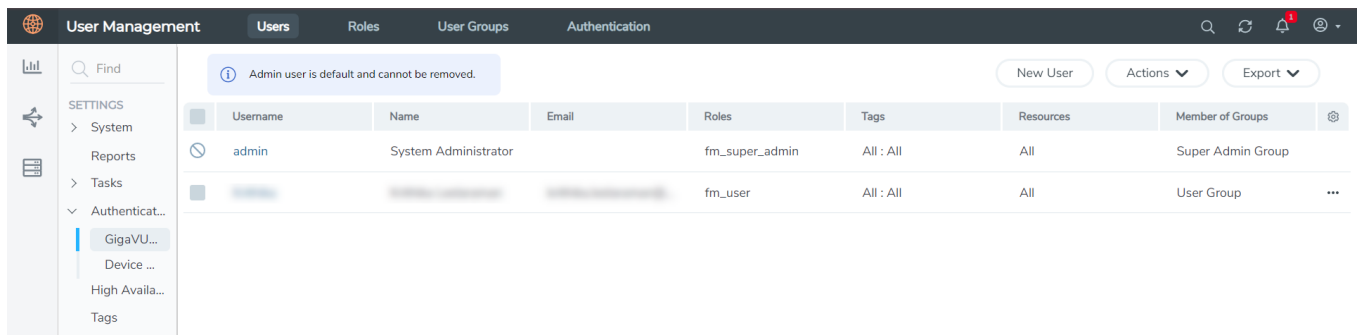 User Management Users Roles User Groups Authentication 1
Find
Admin user is default and cannot be removed. New User Actions Export
SETTINGS
System
Reports
Tasks
Authenticat...
GigaVU...
Device ...
High Availa...
Tags
Username Name Email Roles Tags Resources Member of Groups
admin System Administrator fm_super_admin All : All All Super Admin Group
fm_user All : All All User Group ...